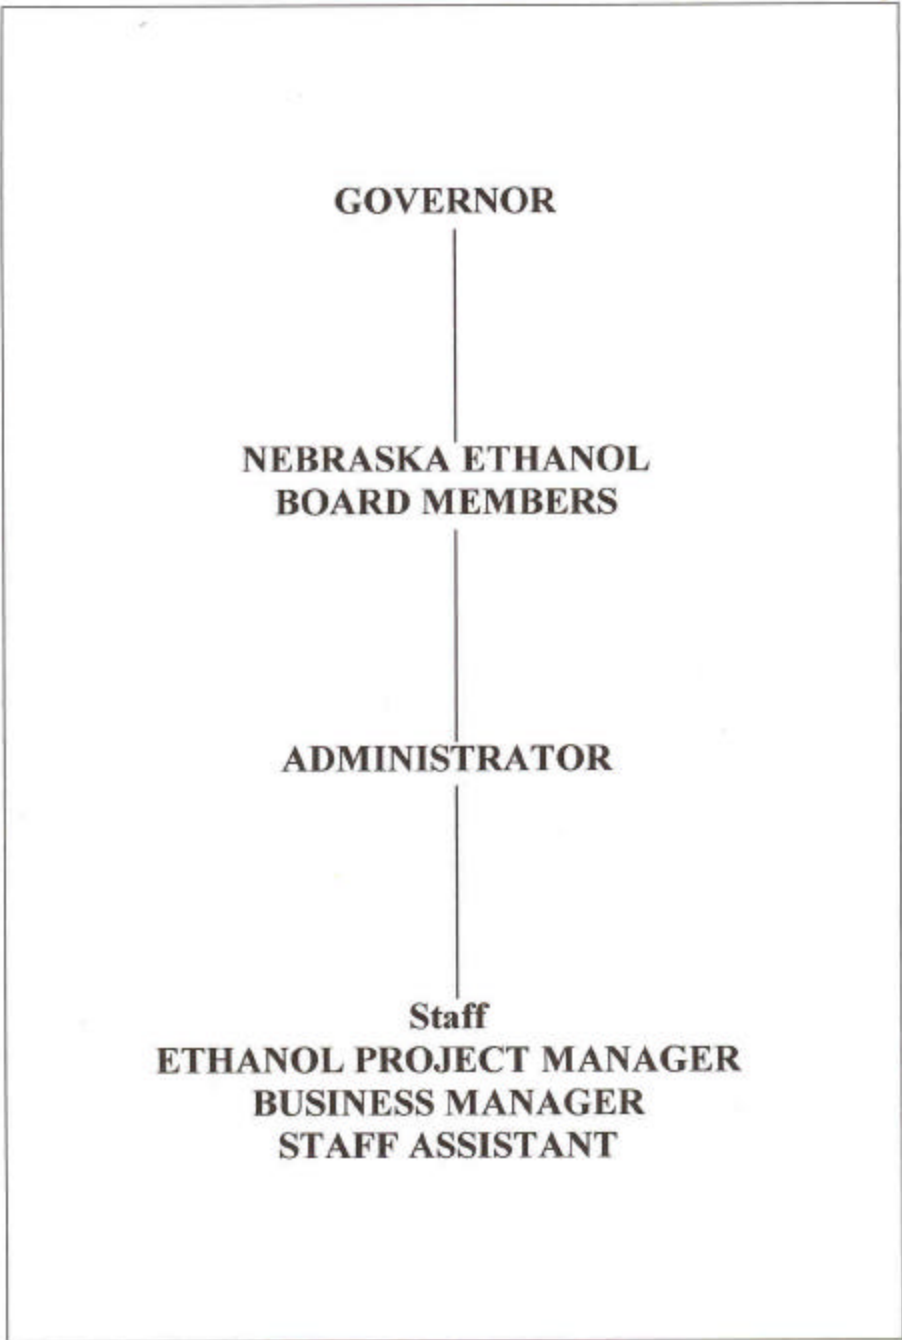 GOVERNOR
NEBRASKA ETHANOL
BOARD MEMBERS
ADMINISTRATOR
Staff
ETHANOL PROJECT MANAGER
BUSINESS MANAGER
STAFF ASSISTANT